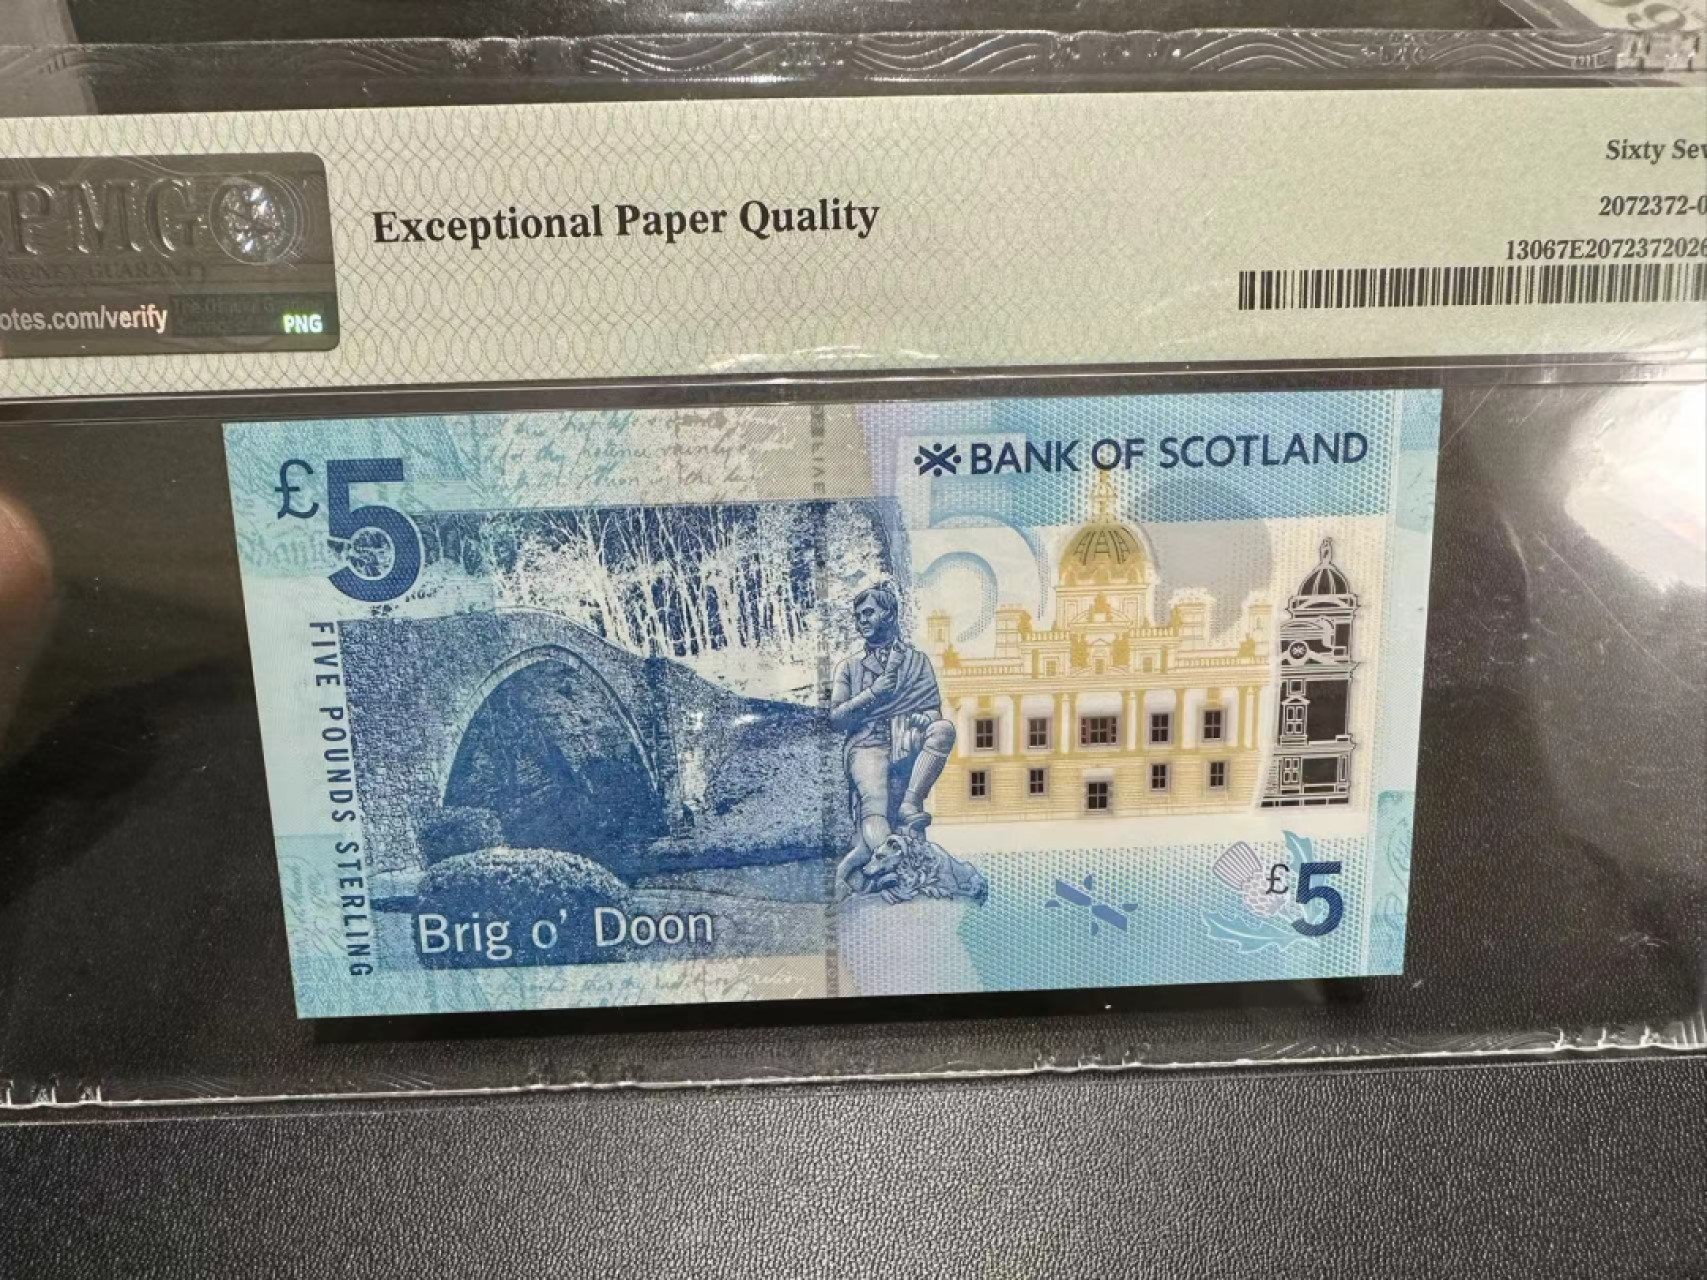 PMG
Exceptional Paper Quality
Sixty Sev
2072372-0
13067E2072372026
otes.com/verify
PNG
£5
BANK OF SCOTLAND
FIVE POUNDS STERLING
Brig o' Doon
£5